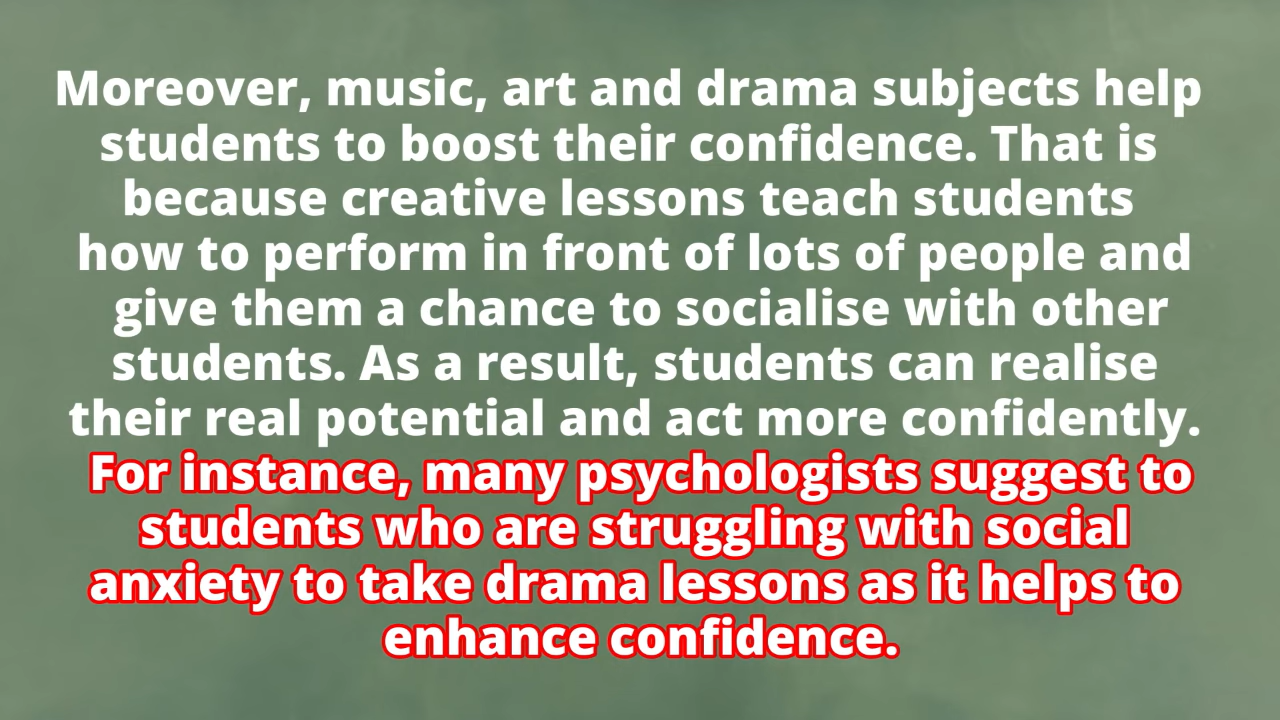 Moreover, music, art and drama subjects help
students to boost their confidence. That is
because creative lessons teach students
how to perform in front of lots of people and
give them a chance to socialise with other
students. As a result, students can realise
their real potential and act more confidently.
For instance, many psychologists suggest to
students who are struggling with social
anxiety to take drama lessons as it helps to
enhance confidence.